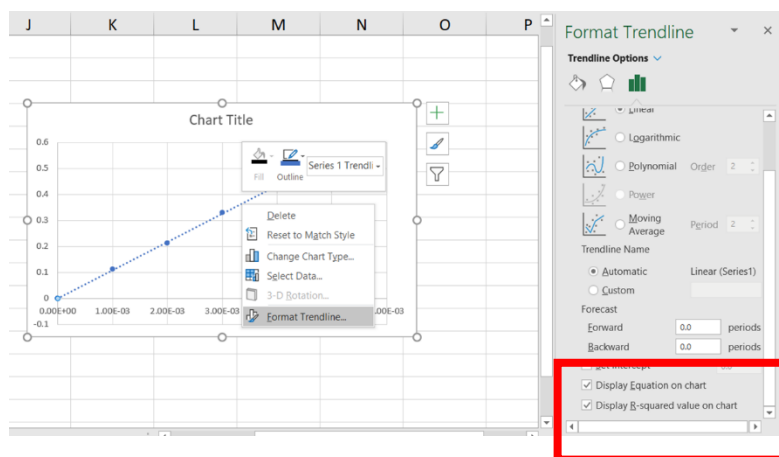 J K L M N O P
Chart Title
0.6
0.5
0.4
0.3
0.2
0.1
0
-0.1
0.00E+00 1.00E-03 2.00E-03 3.00E-03 .00E-03
Fill Outline Series 1 Trendli
Delete
Reset to Match Style
Change Chart Type...
Select Data...
3-D Rotation...
Format Trendline...
Format Trendline
Trendline Options
Linear
Logarithmic
Polynomial Order 2
Power
Moving
Average Period 2
Trendline Name
Automatic Linear (Series1)
Custom
Forecast
Forward 0.0 periods
Backward 0.0 periods
Set Intercept
Display Equation on chart
Display R-squared value on chart